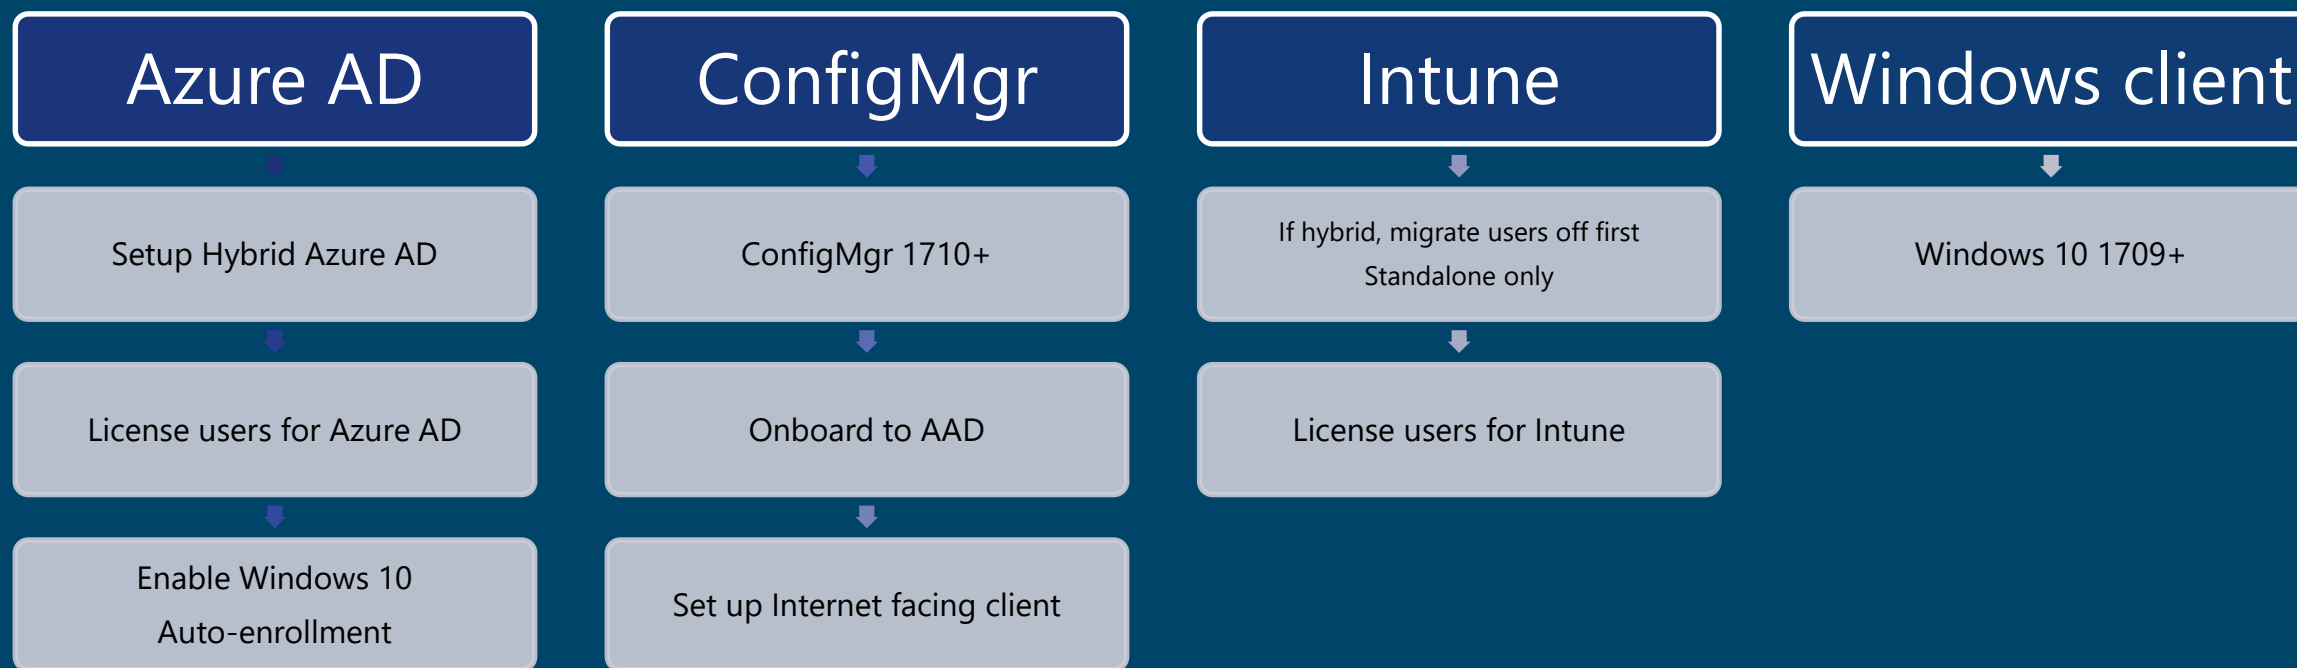 Azure AD
Setup Hybrid Azure AD
License users for Azure AD
Enable Windows 10
Auto-enrollment
ConfigMgr
ConfigMgr 1710+
Onboard to AAD
Set up Internet facing client
Intune
If hybrid, migrate users off first
Standalone only
License users for Intune
Windows client
Windows 10 1709+